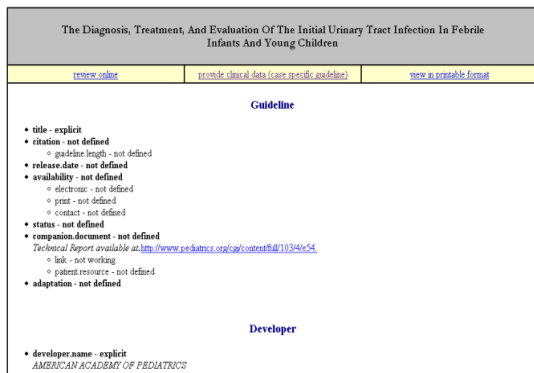 The Diagnosis, Treatment, And Evaluation Of The Initial Urinary Tract Infection In Febrile
Infants And Young Children
review online
provide clinical data (case specific guideline)
view in printable format
Guideline
title - explicit
citation - not defined
guideline.length - not defined
release.date - not defined
availability - not defined
electronic - not defined
print - not defined
contact - not defined
status - not defined
companion.document - not defined
Technical Report available at.http://www.pediatrics.org/cgi/content/full/103/4/e54.
link - not working
patient.resource - not defined
adaptation - not defined
Developer
developer.name - explicit
AMERICAN ACADEMY OF PEDIATRICS